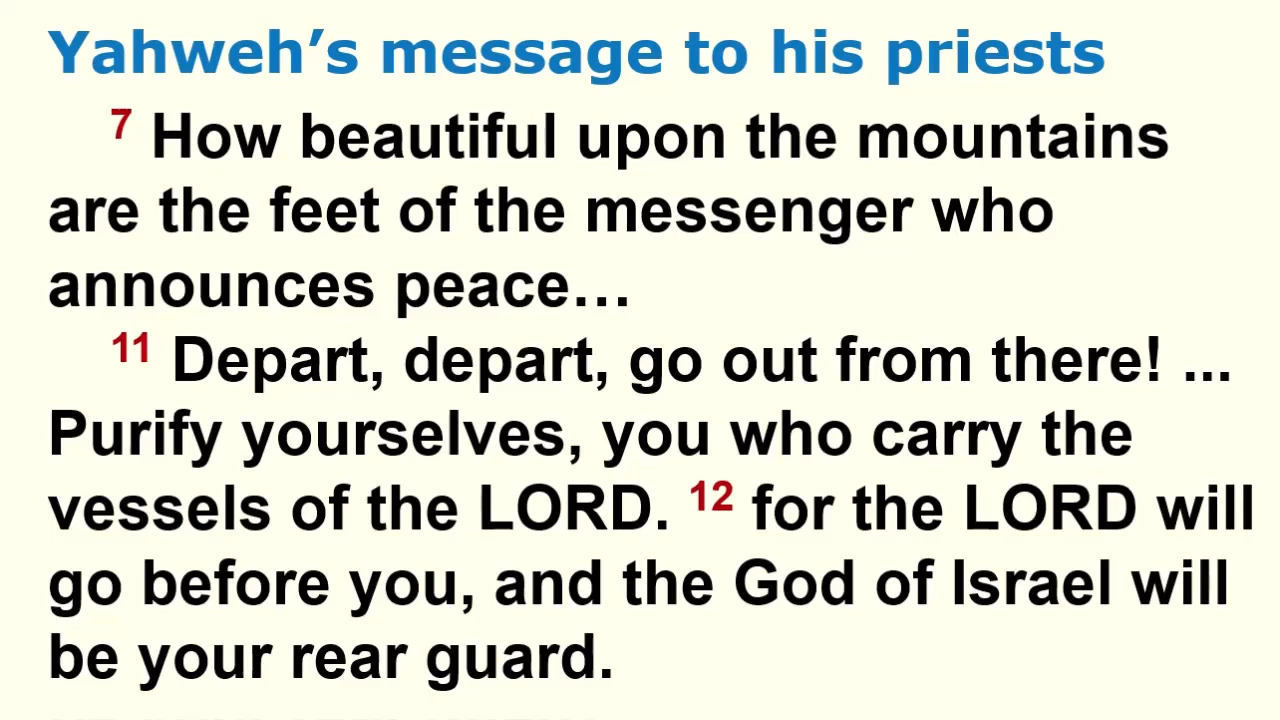 Yahweh’s message to his priests
7 How beautiful upon the mountains
are the feet of the messenger who
announces peace…
11 Depart, depart, go out from there! ...
Purify yourselves, you who carry the
vessels of the LORD. 12 for the LORD will
go before you, and the God of Israel will
be your rear guard.